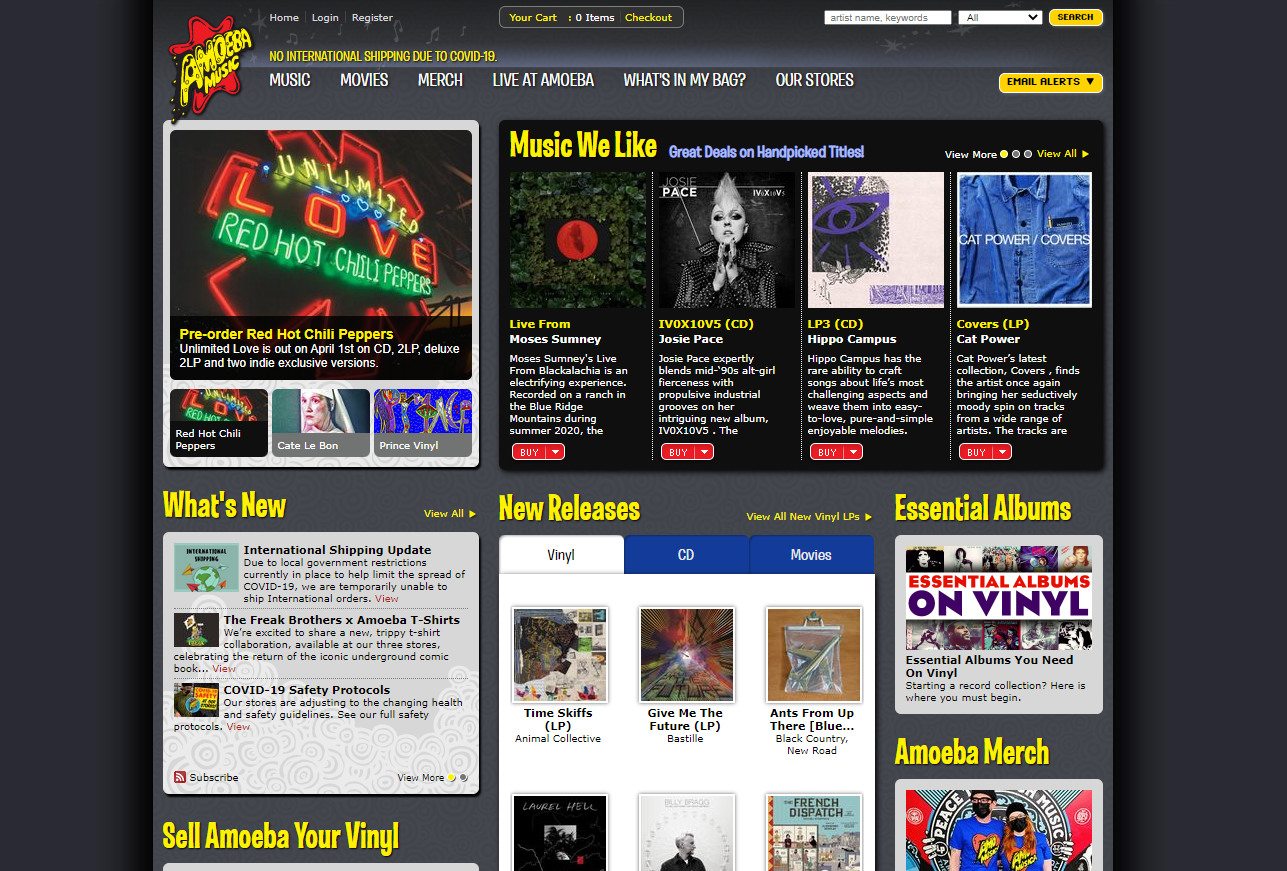 Home
Login
Register
Your Cart : 0 Items Checkout
artist name, keywords
All
SEARCH
AMOEBA
MUSIC
NO INTERNATIONAL SHIPPING DUE TO COVID-19.
MUSIC
MOVIES
MERCH
LIVE AT AMOEBA
WHAT'S IN MY BAG?
OUR STORES
EMAIL ALERTS ▼
UNLIMITED
LOVE
RED HOT CHILI PEPPERS
Pre-order Red Hot Chili Peppers
Unlimited Love is out on April 1st on CD, 2LP, deluxe
2LP and two indie exclusive versions.
Red Hot Chili
Peppers
Cate Le Bon
Prince Vinyl
Music We Like
Great Deals on Handpicked Titles!
View More
View All ►
Live From
Moses Sumney
Moses Sumney's Live
From Blackalachia is an
electrifying experience.
Recorded on a ranch in
the Blue Ridge
Mountains during
summer 2020, the
BUY
JOSIE
PACE
IV0X10V5
IV0X10V5 (CD)
Josie Pace
Josie Pace expertly
blends mid-‘90s alt-girl
fierceness with
propulsive industrial
grooves on her
intriguing new album,
IV0X10V5 . The
BUY
LP3 (CD)
Hippo Campus
Hippo Campus has the
rare ability to craft
songs about life’s most
challenging aspects and
weave them into easy-
to-love, pure-and-simple
enjoyable melodies.
BUY
CAT POWER / COVERS
Covers (LP)
Cat Power
Cat Power’s latest
collection, Covers , finds
the artist once again
bringing her seductively
moody spin on tracks
from a wide range of
artists. The tracks are
BUY
What's New
View All ►
INTERNATIONAL
SHIPPING
International Shipping Update
Due to local government restrictions
currently in place to help limit the spread of
COVID-19, we are temporarily unable to
ship International orders. View
The Freak Brothers x Amoeba T-Shirts
We’re excited to share a new, trippy t-shirt
collaboration, available at our three stores,
celebrating the return of the iconic underground comic
book... View
COVID-19 Safety Protocols
Our stores are adjusting to the changing health
and safety guidelines. See our full safety
protocols. View
Subscribe
View More
Sell Amoeba Your Vinyl
New Releases
View All New Vinyl LPs ►
Vinyl
CD
Movies
Time Skiffs
(LP)
Animal Collective
Give Me The
Future (LP)
Bastille
Ants From Up
There [Blue...
Black Country,
New Road
LAUREL HELL
BILLY BRAGG
THE FRENCH
DISPATCH
Essential Albums
ESSENTIAL ALBUMS
ON VINYL
Essential Albums You Need
On Vinyl
Starting a record collection? Here is
where you must begin.
Amoeba Merch
PEACE
MUSIC
AMOEBA
MUSIC
AMOEBA
MUSIC